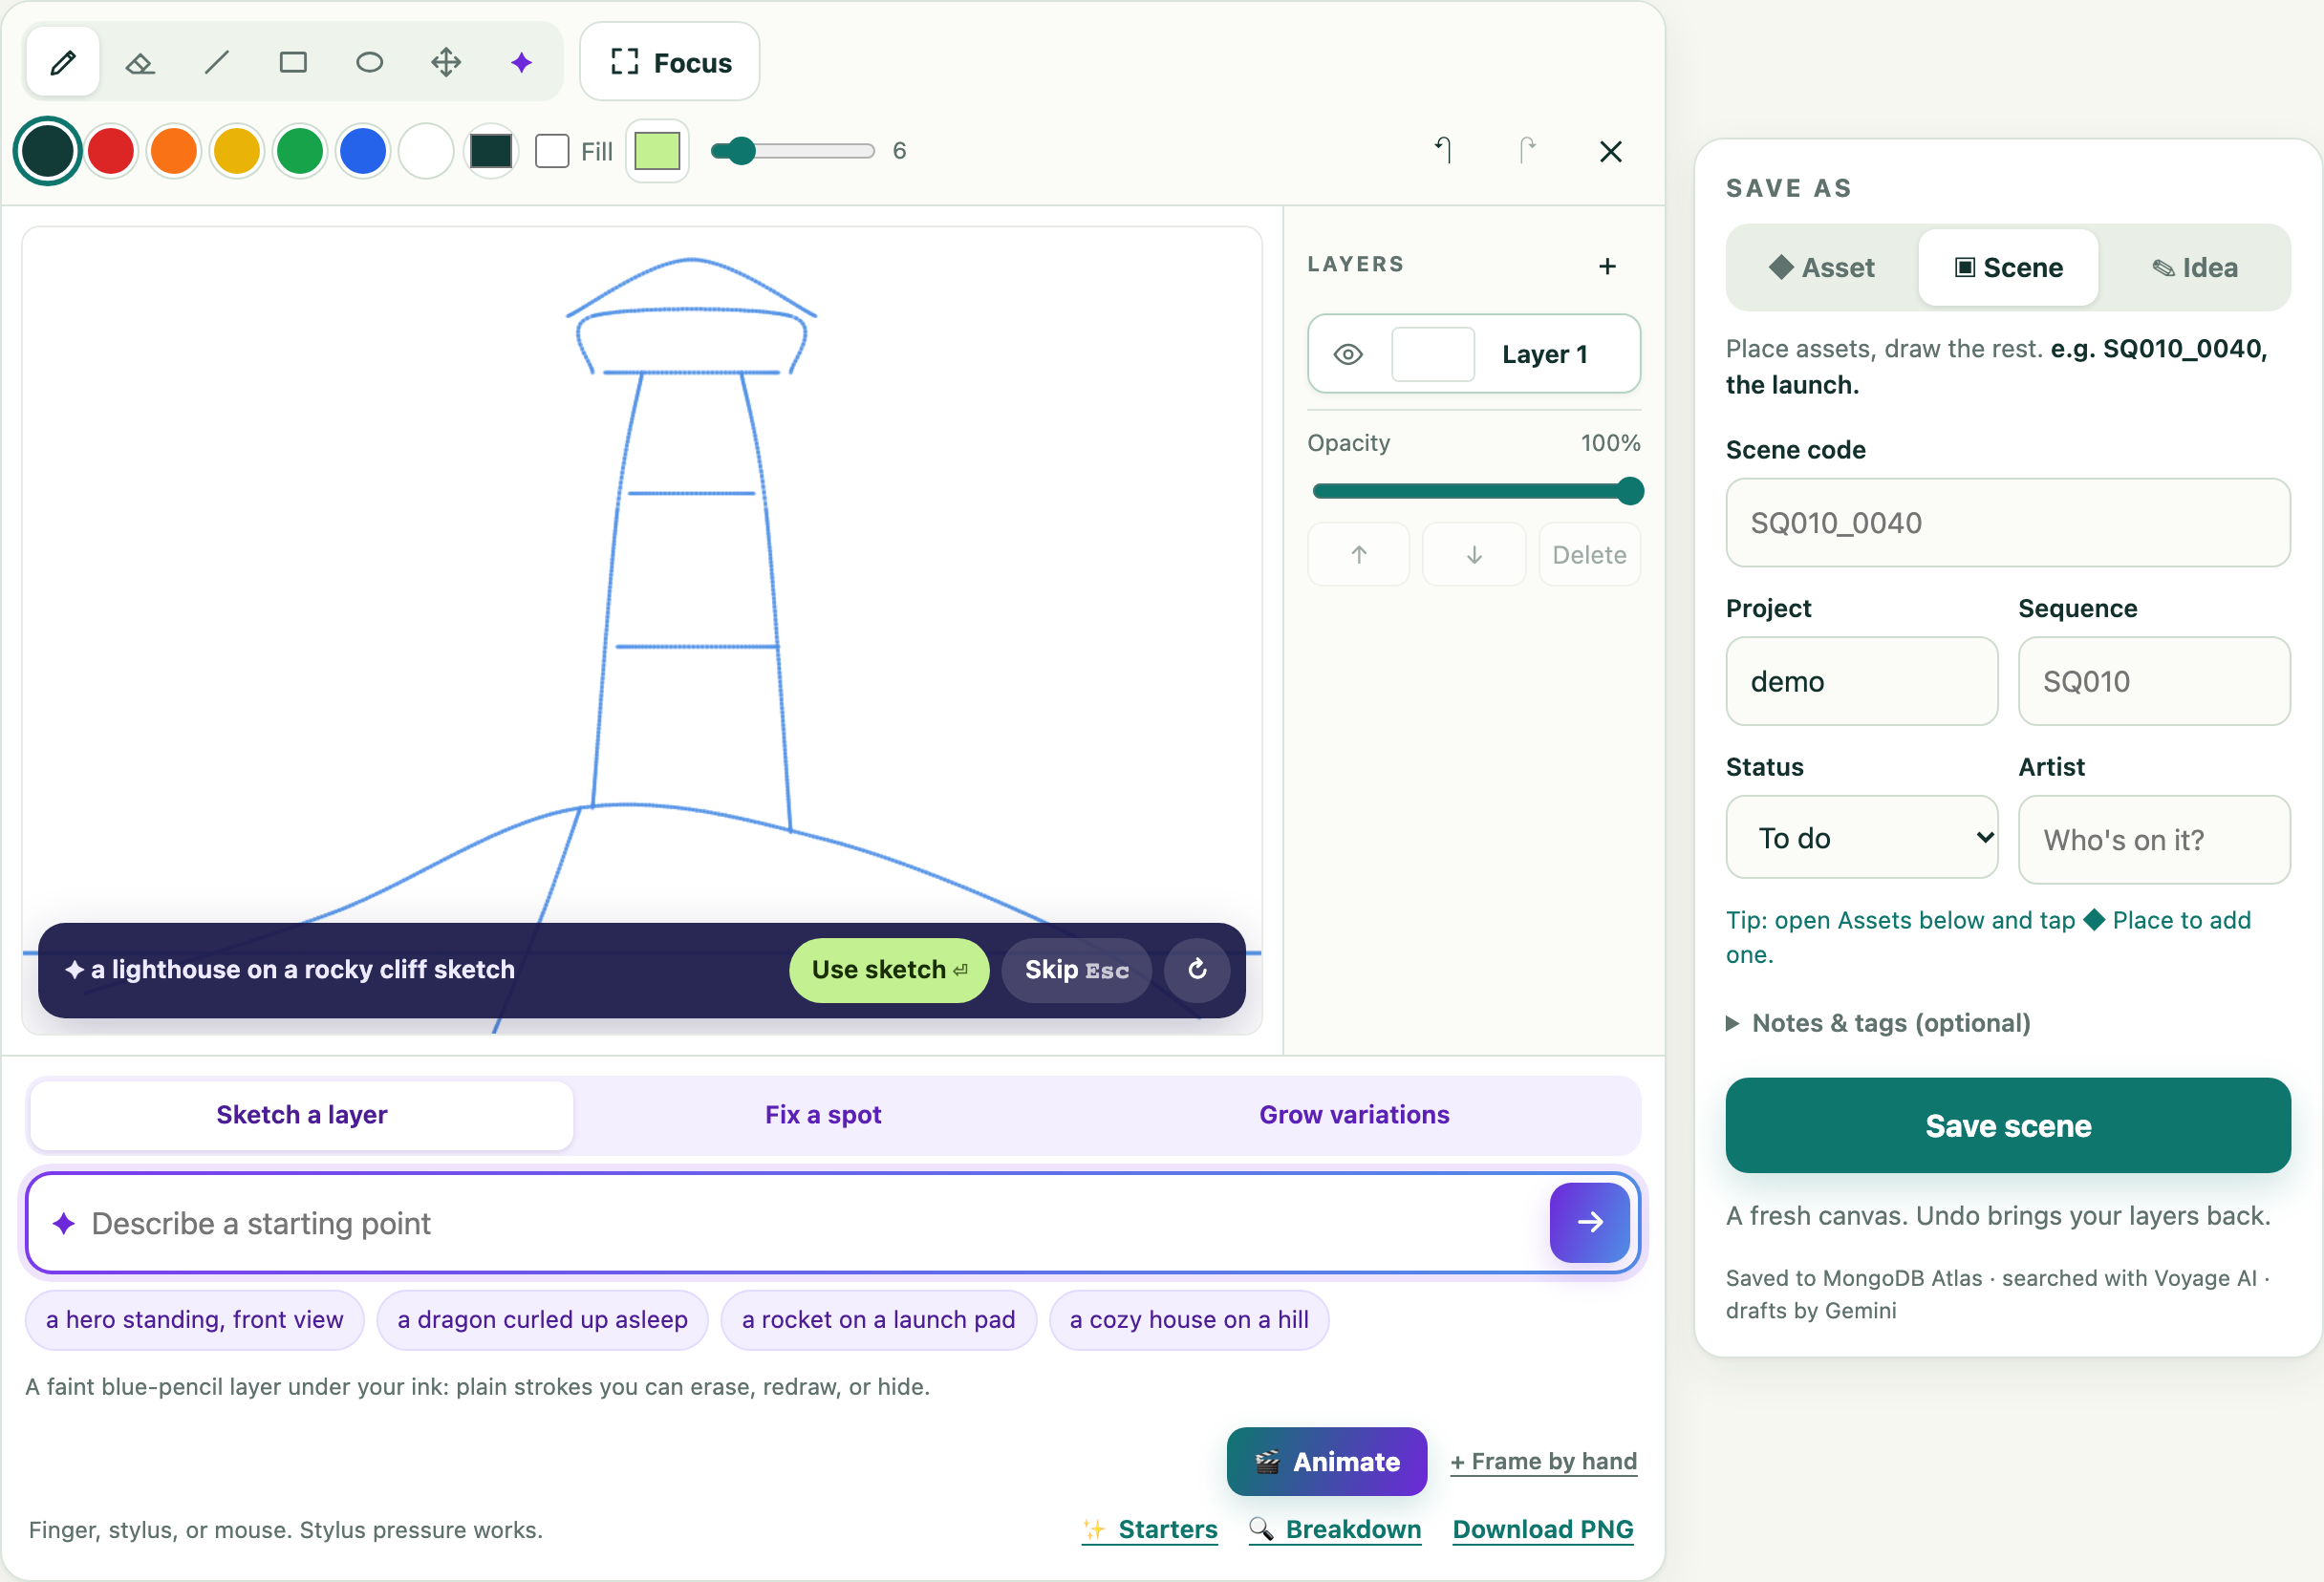 Focus
Fill
6
LAYERS
+
Layer 1
Opacity 100%
↑ ↓ Delete
✦ a lighthouse on a rocky cliff sketch
Use sketch ⏎
Skip Esc
↻
Sketch a layer
Fix a spot
Grow variations
✦ Describe a starting point
→
a hero standing, front view
a dragon curled up asleep
a rocket on a launch pad
a cozy house on a hill
A faint blue-pencil layer under your ink: plain strokes you can erase, redraw, or hide.
🎬 Animate
+ Frame by hand
Finger, stylus, or mouse. Stylus pressure works.
✨ Starters
🔍 Breakdown
Download PNG
SAVE AS
◆ Asset
▣ Scene
✎ Idea
Place assets, draw the rest. e.g. SQ010_0040,
the launch.
Scene code
SQ010_0040
Project
demo
Sequence
SQ010
Status
To do
Artist
Who's on it?
Tip: open Assets below and tap ◆ Place to add
one.
▶ Notes & tags (optional)
Save scene
A fresh canvas. Undo brings your layers back.
Saved to MongoDB Atlas · searched with Voyage AI ·
drafts by Gemini